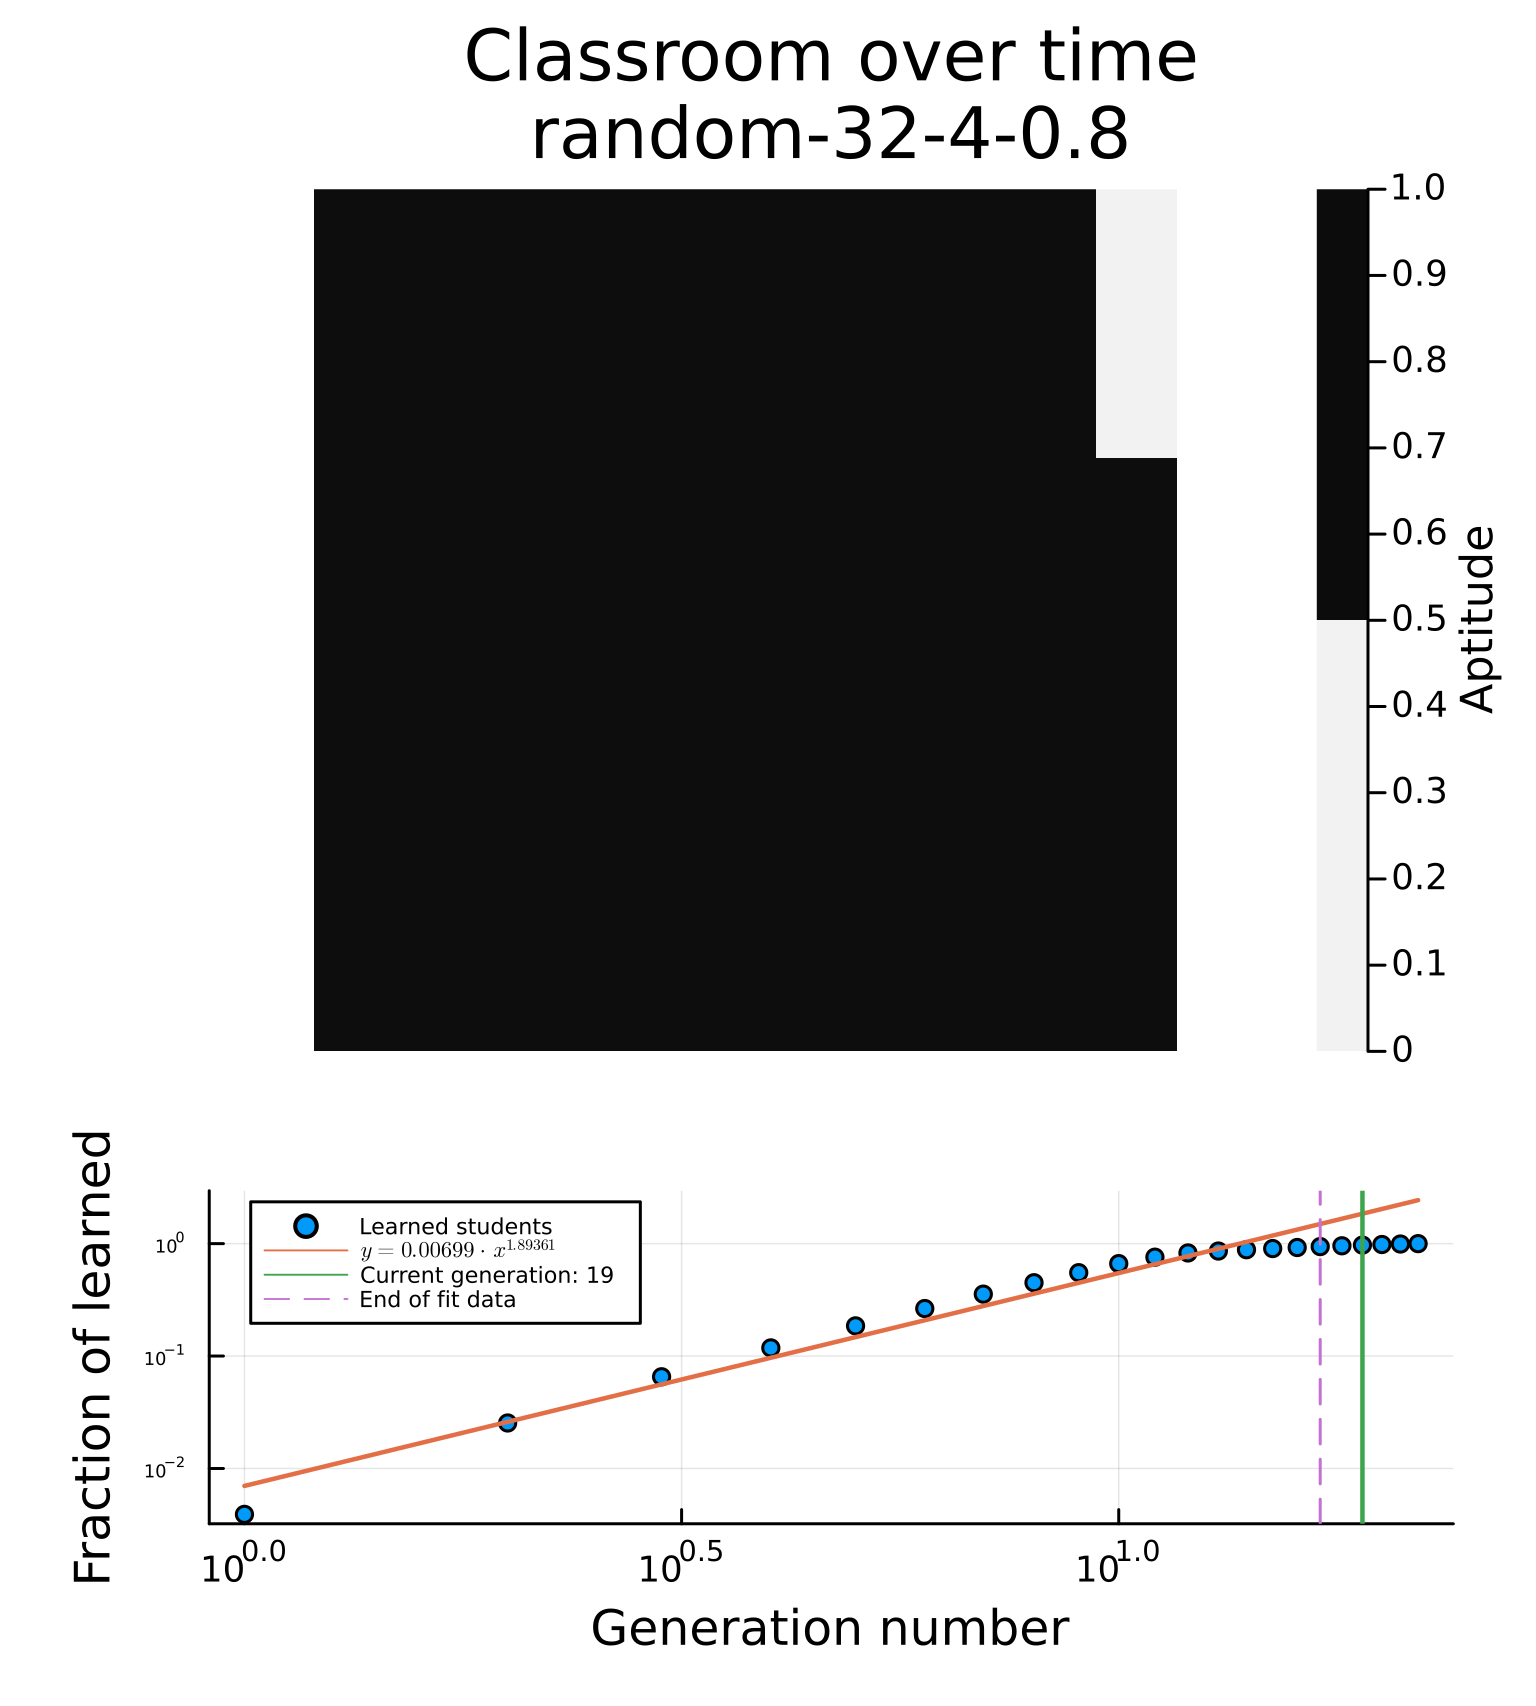 Classroom over time
random-32-4-0.8
1.0
0.9
0.8
0.7
0.6
0.5
0.4
0.3
0.2
0.1
0
Aptitude
Fraction of learned
10⁰
10⁻¹
10⁻²
Learned students
y = 0.00699 · x^1.89361
Current generation: 19
End of fit data
10^0.0
10^0.5
10^1.0
Generation number